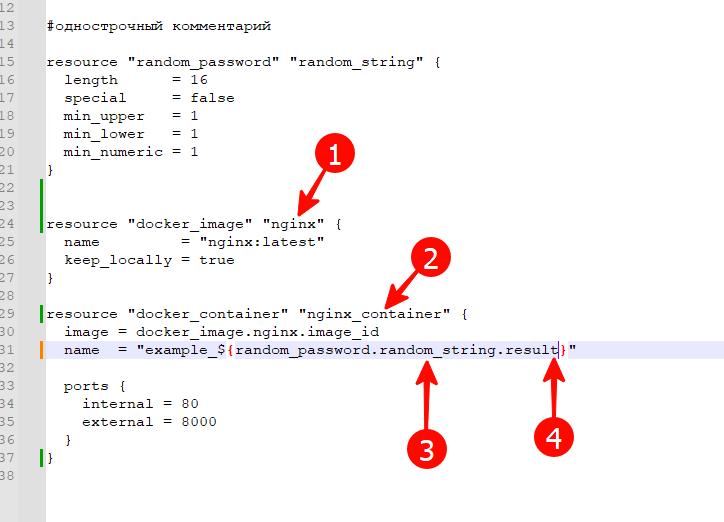 12
13 #однострочный комментарий
14
15 resource "random_password" "random_string" {
16   length      = 16
17   special     = false
18   min_upper   = 1
19   min_lower   = 1
20   min_numeric = 1
21 }
22
23
24 resource "docker_image" "nginx" {
25   name         = "nginx:latest"
26   keep_locally = true
27 }
28
29 resource "docker_container" "nginx_container" {
30   image = docker_image.nginx.image_id
31   name  = "example_${random_password.random_string.result}"
32
33   ports {
34     internal = 80
35     external = 8000
36   }
37 }
38
1
2
3
4